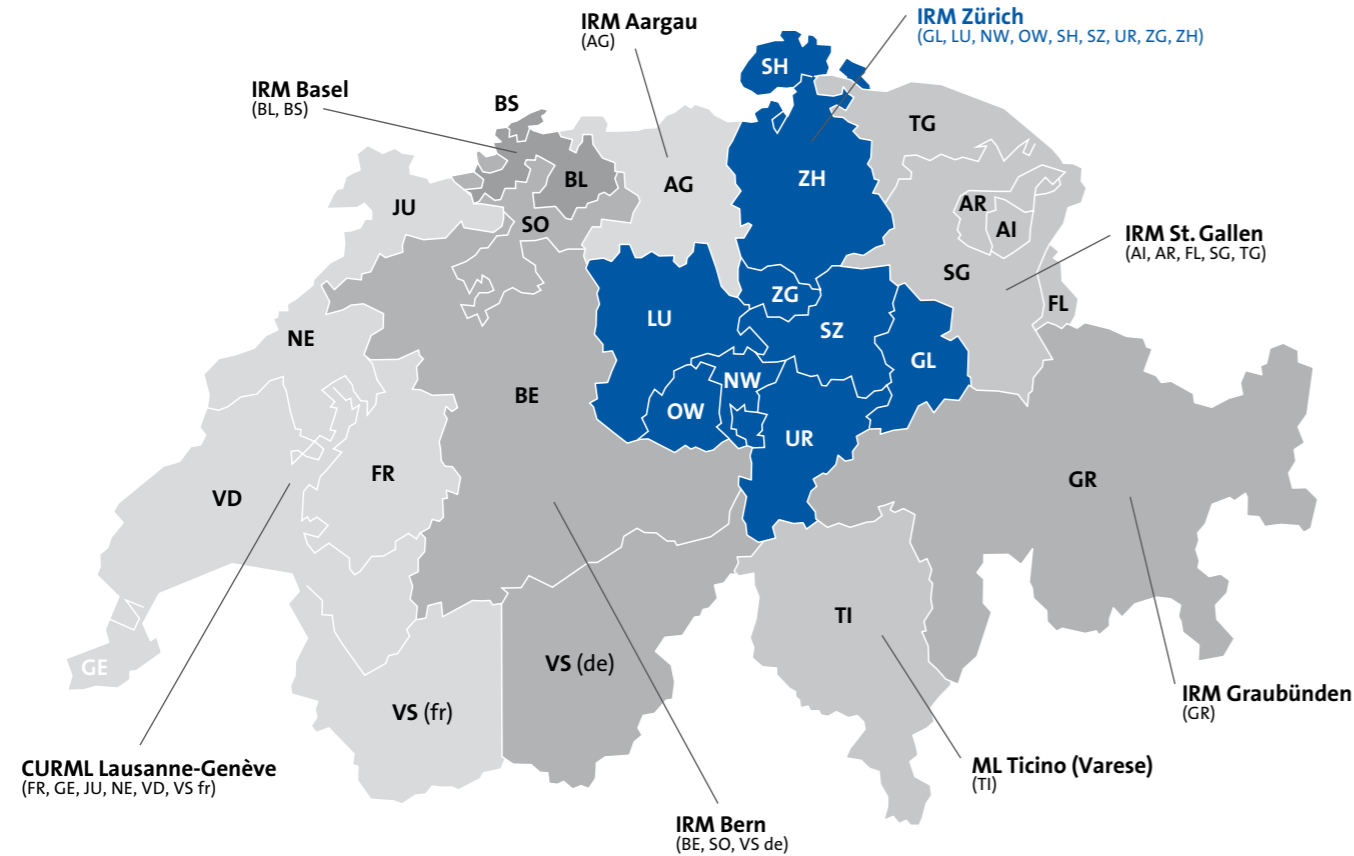 IRM Zürich
(GL, LU, NW, OW, SH, SZ, UR, ZG, ZH)
IRM Aargau
(AG)
SH
IRM Basel
(BL, BS)
BS
TG
BL
AG
ZH
JU
AR
SO
AI
IRM St. Gallen
(AI, AR, FL, SG, TG)
SG
ZG
FL
LU
SZ
NE
GL
NW
BE
OW
UR
FR
GR
VD
TI
GE
VS (de)
IRM Graubünden
(GR)
VS (fr)
CURML Lausanne-Genève
(FR, GE, JU, NE, VD, VS fr)
ML Ticino (Varese)
(TI)
IRM Bern
(BE, SO, VS de)